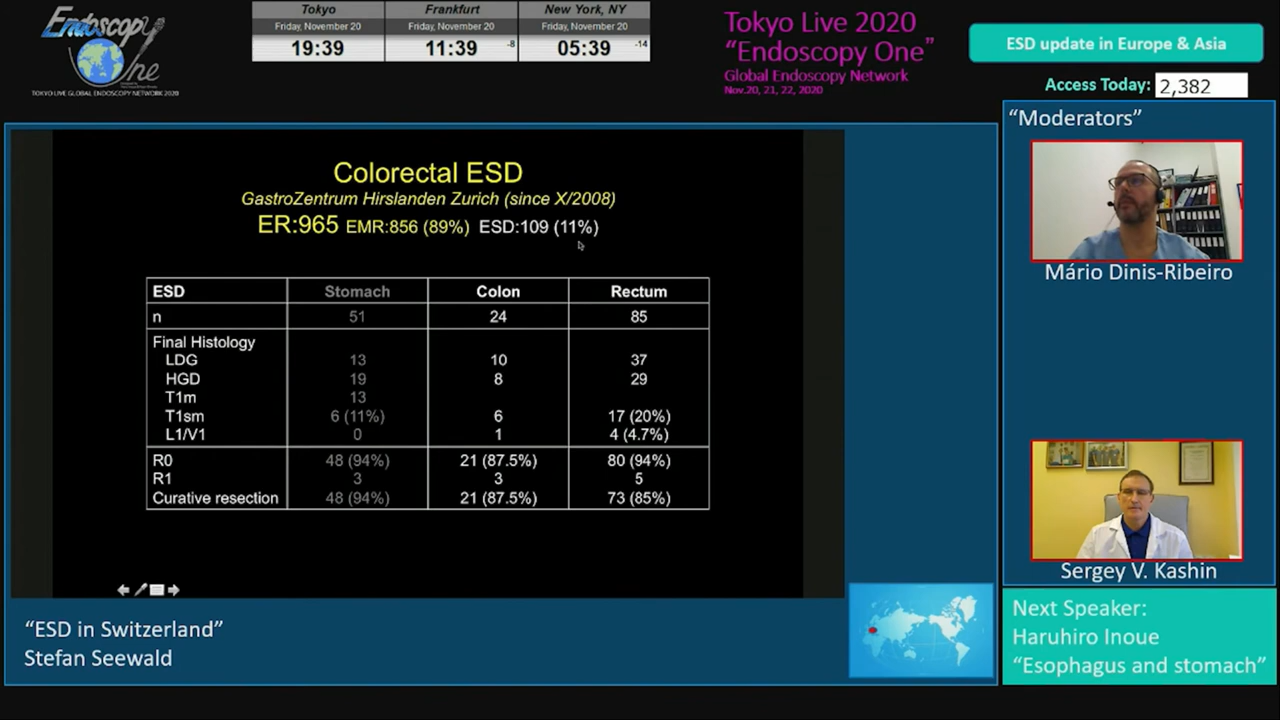 Endoscopy
One
TOKYO LIVE GLOBAL ENDOSCOPY NETWORK 2020
Tokyo
Friday, November 20
19:39
Frankfurt
Friday, November 20
11:39 -8
New York, NY
Friday, November 20
05:39 -14
Tokyo Live 2020
“Endoscopy One”
Global Endoscopy Network
Nov.20, 21, 22, 2020
ESD update in Europe & Asia
Access Today: 2,382
Colorectal ESD
GastroZentrum Hirslanden Zurich (since X/2008)
ER:965 EMR:856 (89%) ESD:109 (11%)
ESD Stomach Colon Rectum
n 51 24 85
Final Histology
LDG 13 10 37
HGD 19 8 29
T1m 13
T1sm 6 (11%) 6 17 (20%)
L1/V1 0 1 4 (4.7%)
R0 48 (94%) 21 (87.5%) 80 (94%)
R1 3 3 5
Curative resection 48 (94%) 21 (87.5%) 73 (85%)
“ESD in Switzerland”
Stefan Seewald
“Moderators”
Mário Dinis-Ribeiro
Sergey V. Kashin
Next Speaker:
Haruhiro Inoue
“Esophagus and stomach”